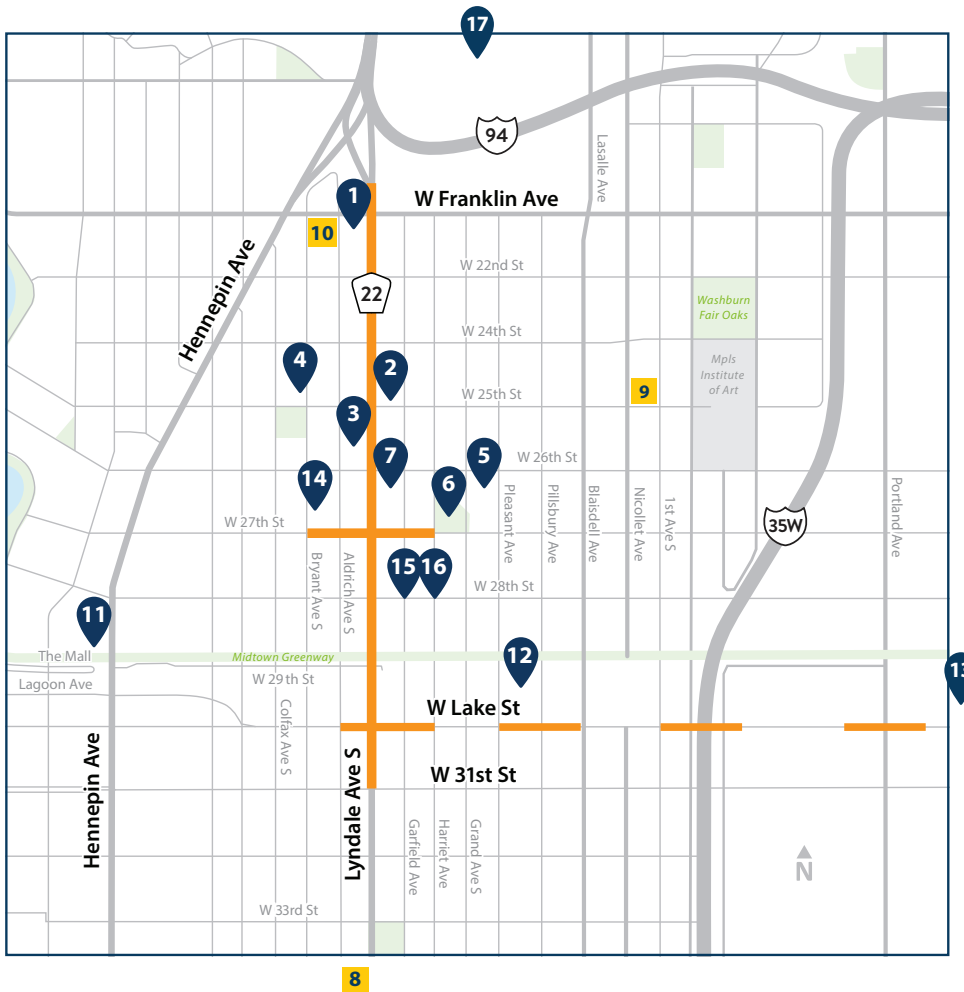 17
94
Lasalle Ave
1
W Franklin Ave
10
Hennepin Ave
W 22nd St
22
Washburn
Fair Oaks
W 24th St
4
2
Mpls
Institute
of Art
9
W 25th St
3
7
5
W 26th St
14
6
Pleasant Ave
Pillsbury Ave
Blaisdell Ave
Nicollet Ave
1st Ave S
Portland Ave
W 27th St
35W
Bryant Ave S
Aldrich Ave S
15
16
W 28th St
11
The Mall
Midtown Greenway
12
13
Lagoon Ave
W 29th St
W Lake St
Colfax Ave S
Hennepin Ave
Lyndale Ave S
W 31st St
Garfield Ave
Harriet Ave
Grand Ave S
N
W 33rd St
8